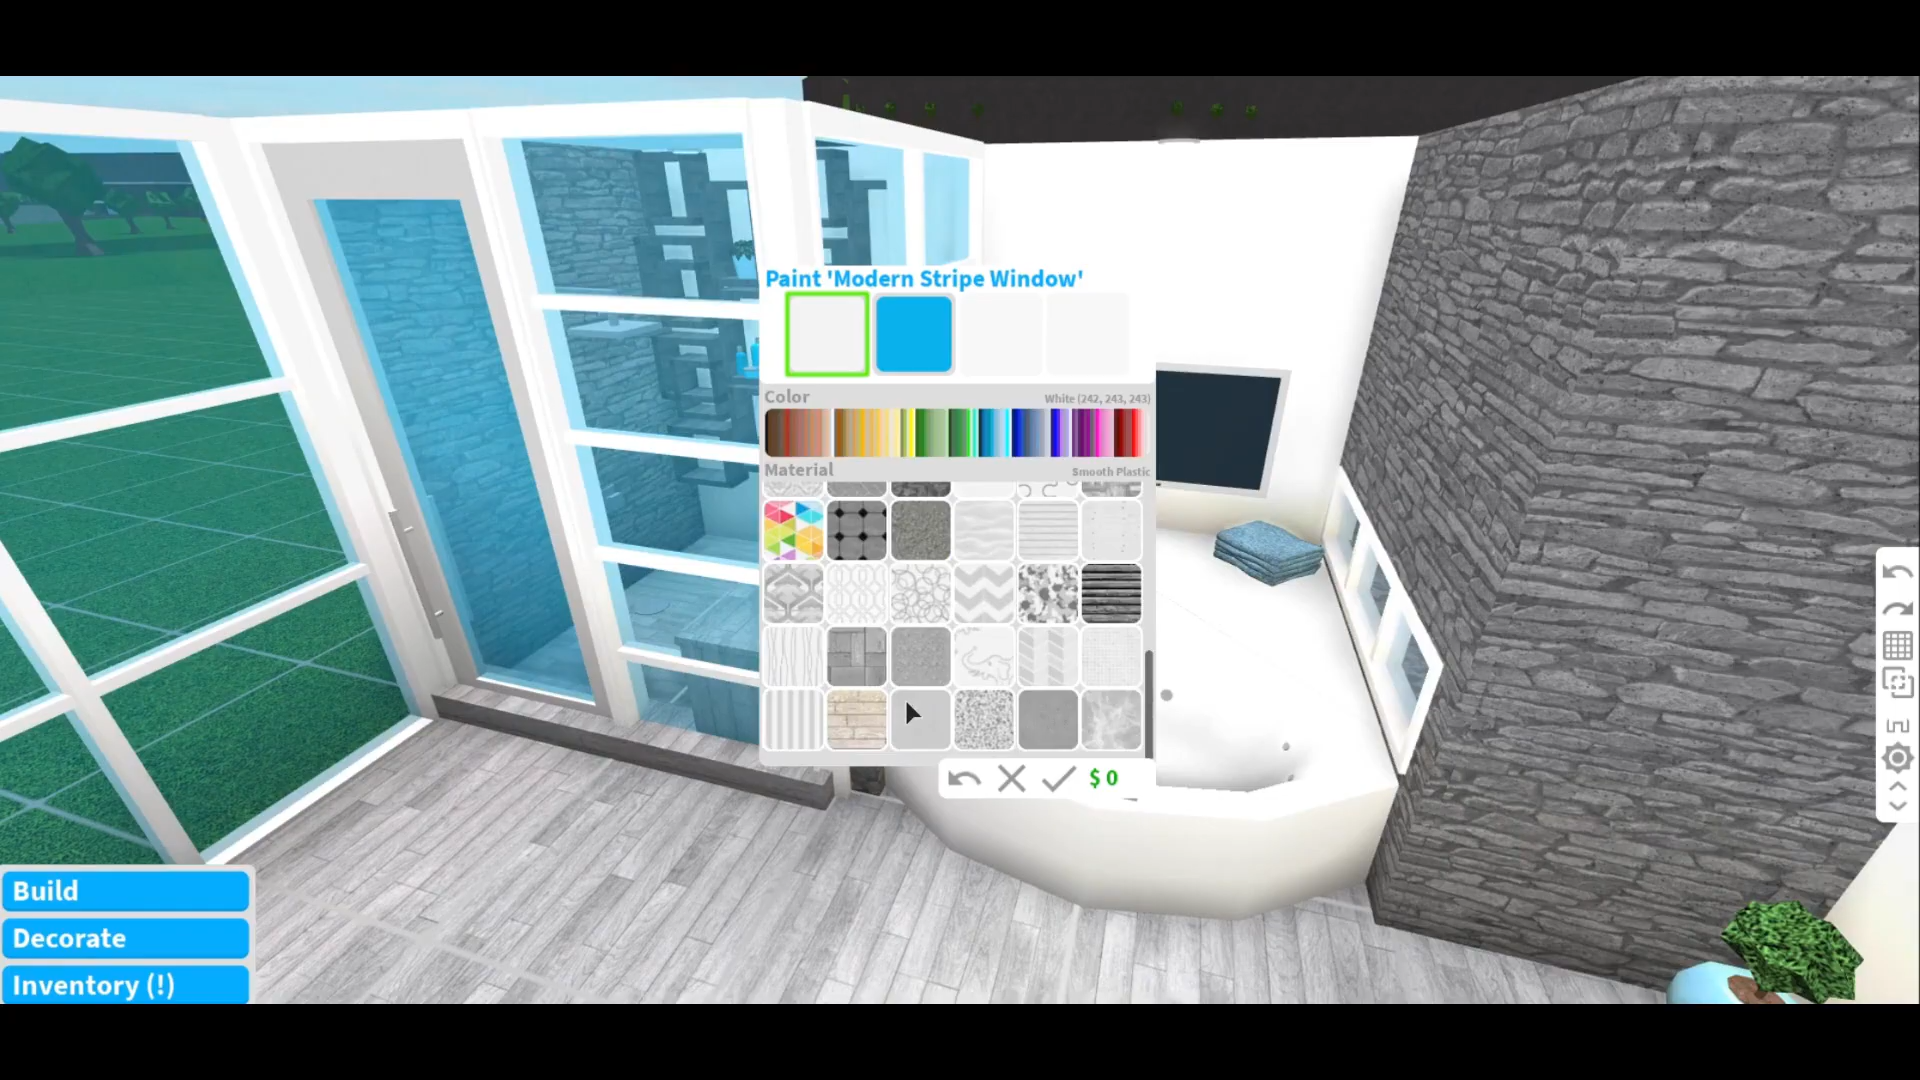 Paint 'Modern Stripe Window'
Color White (242, 243, 243)
Material Smooth Plastic
$ 0
Build
Decorate
Inventory (!)